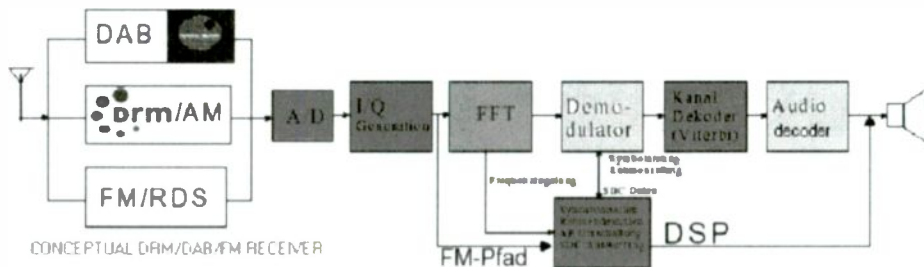 DAB
Drm/AM
FM/RDS
A/D
I/Q
Generation
FFT
Demo-
dulator
Kanal
Dekoder
(Viterbi)
Audio
decoder
SDC Daten
DSP
FM-Pfad
CONCEPTUAL DRM/DAB/FM RECEIVER